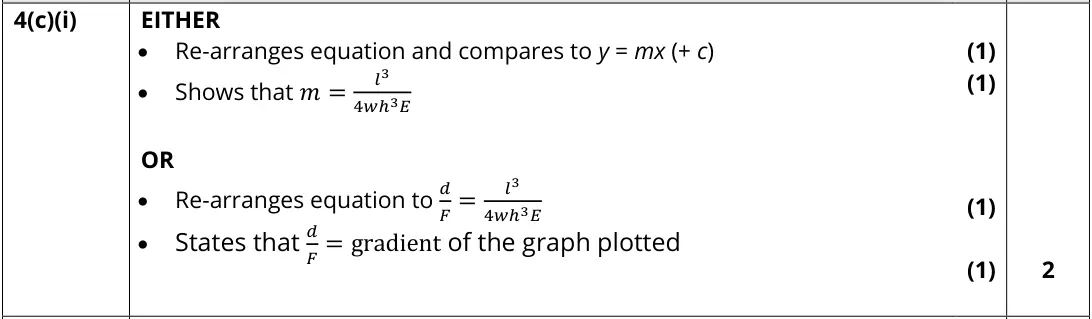 4(c)(i) EITHER
• Re-arranges equation and compares to y = mx (+ c) (1)
• Shows that m = l³/4wh³E (1)
OR
• Re-arranges equation to d/F = l³/4wh³E (1)
• States that d/F = gradient of the graph plotted
(1) 2